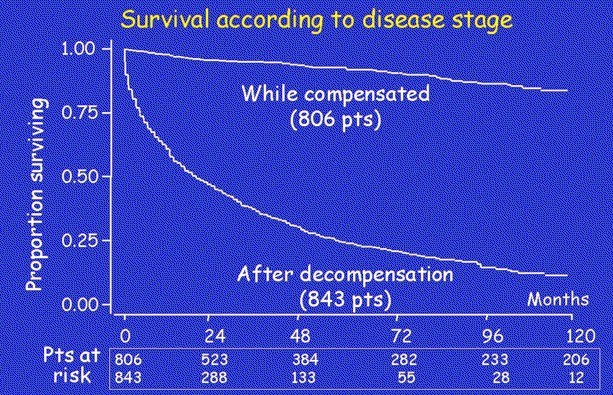 Survival according to disease stage
Proportion surviving
1.00
0.75
0.50
0.25
0.00
While compensated
(806 pts)
After decompensation
(843 pts)
Months
0 24 48 72 96 120
Pts at risk
806 523 384 282 233 206
843 288 133 55 28 12